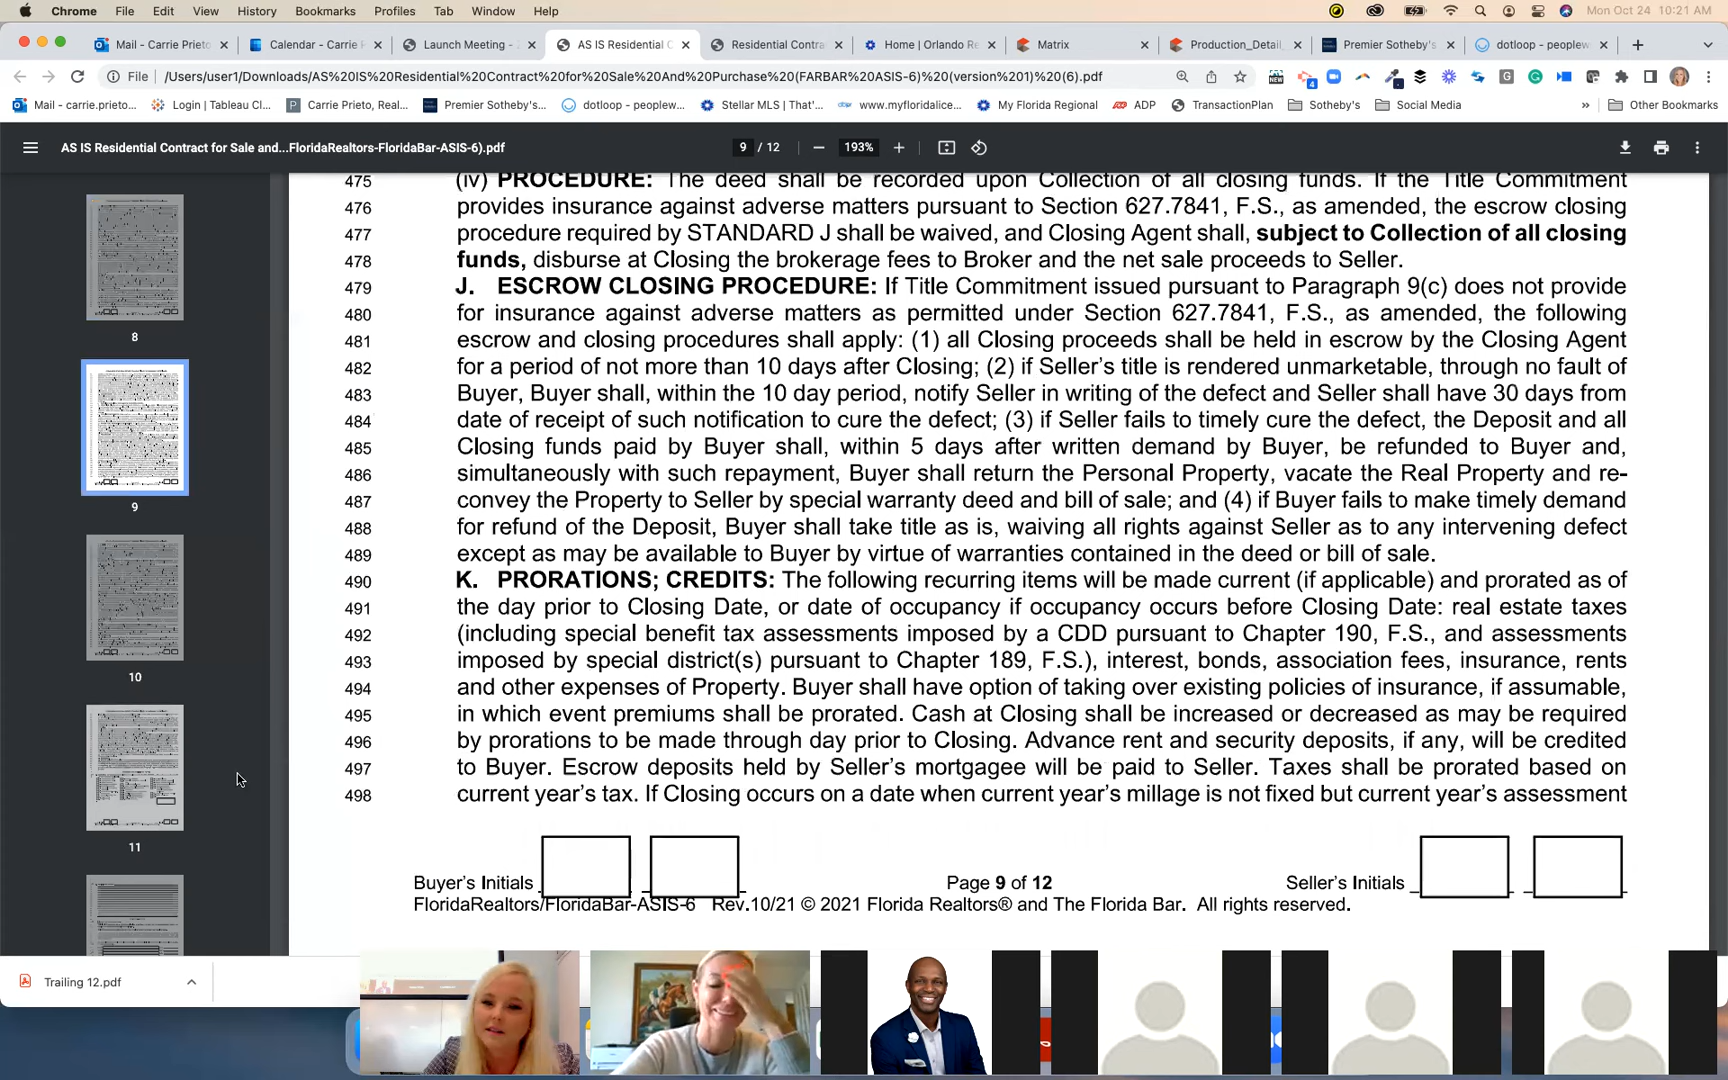 Chrome File Edit View History Bookmarks Profiles Tab Window Help Mon Oct 24 10:21 AM
Mail - Carrie Prieto Calendar - Carrie P Launch Meeting - Z AS IS Residential C Residential Contra Home | Orlando Re Matrix Production_Detail_ Premier Sotheby's dotloop - peoplew
File /Users/user1/Downloads/AS%20IS%20Residential%20Contract%20for%20Sale%20And%20Purchase%20(FARBAR%20ASIS-6)%20(version%201)%20(6).pdf
Mail - carrie.prieto... Login | Tableau Cl... Carrie Prieto, Real... Premier Sotheby's... dotloop - peoplew... Stellar MLS | That'... www.myfloridalice... My Florida Regional ADP TransactionPlan Sotheby's Social Media » Other Bookmarks
AS IS Residential Contract for Sale and...FloridaRealtors-FloridaBar-ASIS-6).pdf 9 / 12 193%
8
9
10
11
475 (iv) PROCEDURE: The deed shall be recorded upon Collection of all closing funds. If the Title Commitment
476 provides insurance against adverse matters pursuant to Section 627.7841, F.S., as amended, the escrow closing
477 procedure required by STANDARD J shall be waived, and Closing Agent shall, subject to Collection of all closing
478 funds, disburse at Closing the brokerage fees to Broker and the net sale proceeds to Seller.
479 J. ESCROW CLOSING PROCEDURE: If Title Commitment issued pursuant to Paragraph 9(c) does not provide
480 for insurance against adverse matters as permitted under Section 627.7841, F.S., as amended, the following
481 escrow and closing procedures shall apply: (1) all Closing proceeds shall be held in escrow by the Closing Agent
482 for a period of not more than 10 days after Closing; (2) if Seller's title is rendered unmarketable, through no fault of
483 Buyer, Buyer shall, within the 10 day period, notify Seller in writing of the defect and Seller shall have 30 days from
484 date of receipt of such notification to cure the defect; (3) if Seller fails to timely cure the defect, the Deposit and all
485 Closing funds paid by Buyer shall, within 5 days after written demand by Buyer, be refunded to Buyer and,
486 simultaneously with such repayment, Buyer shall return the Personal Property, vacate the Real Property and re-
487 convey the Property to Seller by special warranty deed and bill of sale; and (4) if Buyer fails to make timely demand
488 for refund of the Deposit, Buyer shall take title as is, waiving all rights against Seller as to any intervening defect
489 except as may be available to Buyer by virtue of warranties contained in the deed or bill of sale.
490 K. PRORATIONS; CREDITS: The following recurring items will be made current (if applicable) and prorated as of
491 the day prior to Closing Date, or date of occupancy if occupancy occurs before Closing Date: real estate taxes
492 (including special benefit tax assessments imposed by a CDD pursuant to Chapter 190, F.S., and assessments
493 imposed by special district(s) pursuant to Chapter 189, F.S.), interest, bonds, association fees, insurance, rents
494 and other expenses of Property. Buyer shall have option of taking over existing policies of insurance, if assumable,
495 in which event premiums shall be prorated. Cash at Closing shall be increased or decreased as may be required
496 by prorations to be made through day prior to Closing. Advance rent and security deposits, if any, will be credited
497 to Buyer. Escrow deposits held by Seller's mortgagee will be paid to Seller. Taxes shall be prorated based on
498 current year's tax. If Closing occurs on a date when current year's millage is not fixed but current year's assessment
Buyer's Initials Page 9 of 12 Seller's Initials
FloridaRealtors/FloridaBar-ASIS-6 Rev.10/21 © 2021 Florida Realtors® and The Florida Bar. All rights reserved.
Trailing 12.pdf